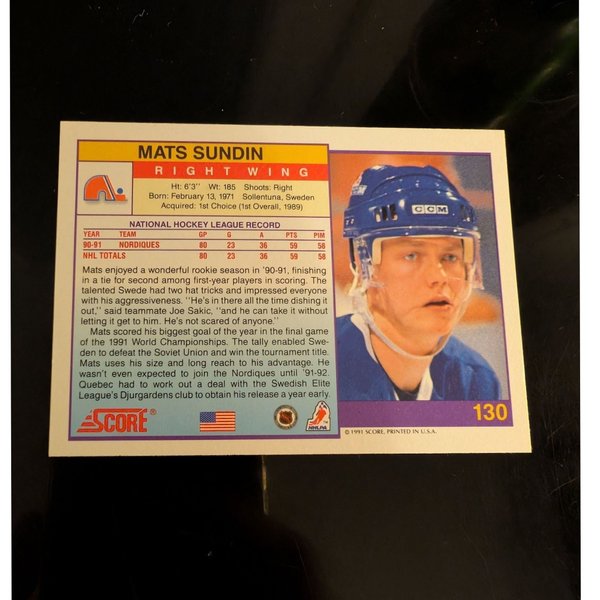 MATS SUNDIN
RIGHT WING
Ht: 6'3" Wt: 185 Shoots: Right
Born: February 13, 1971 Sollentuna, Sweden
Acquired: 1st Choice (1st Overall, 1989)
NATIONAL HOCKEY LEAGUE RECORD
YEAR TEAM GP G A PTS PIM
90-91 NORDIQUES 80 23 36 59 58
NHL TOTALS 80 23 36 59 58
Mats enjoyed a wonderful rookie season in '90-91, finishing
in a tie for second among first-year players in scoring. The
talented Swede had two hat tricks and impressed everyone
with his aggressiveness. "He's in there all the time dishing it
out," said teammate Joe Sakic, "and he can take it without
letting it get to him. He's not scared of anyone."
Mats scored his biggest goal of the year in the final game
of the 1991 World Championships. The tally enabled Swe-
den to defeat the Soviet Union and win the tournament title.
Mats uses his size and long reach to his advantage. He
wasn't even expected to join the Nordiques until '91-92.
Quebec had to work out a deal with the Swedish Elite
League's Djurgardens club to obtain his release a year early.
CCM
SCORE®
NHLPA
130
© 1991 SCORE, PRINTED IN U.S.A.